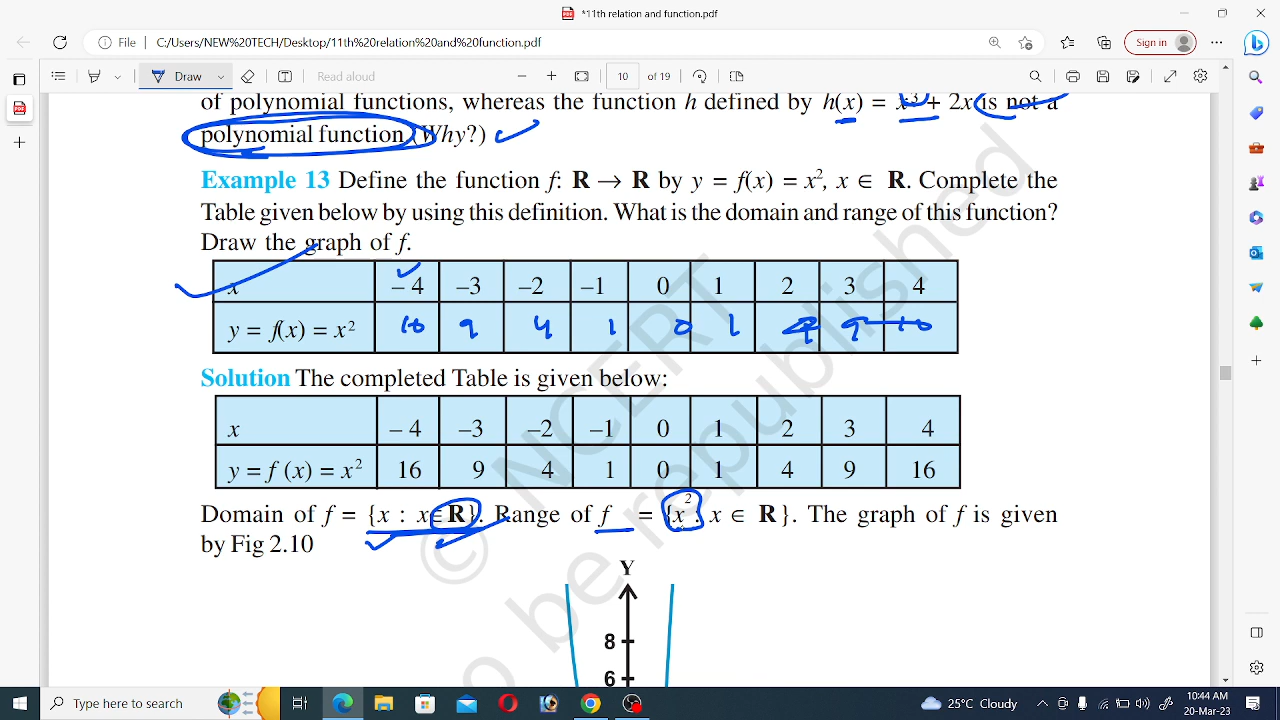 *11th relation and function.pdf
File C:/Users/NEW%20TECH/Desktop/11th%20relation%20and%20function.pdf Sign in
Draw Read aloud 10 of 19
of polynomial functions, whereas the function h defined by h(x) = + 2x is not a
polynomial function (Why?)
Example 13 Define the function f: R → R by y = f(x) = x², x ∈ R. Complete the
Table given below by using this definition. What is the domain and range of this function?
Draw the graph of f.
x – 4 –3 –2 –1 0 1 2 3 4
y = f(x) = x² 16 9 4 1 0 1 4 9 16
Solution The completed Table is given below:
x – 4 –3 –2 –1 0 1 2 3 4
y = f (x) = x² 16 9 4 1 0 1 4 9 16
Domain of f = {x : x∈R}. Range of f = {x² : x ∈ R}. The graph of f is given
by Fig 2.10
Y
8
6
© NCERT
o be republished
Type here to search 25°C Cloudy 10:44 AM
20-Mar-23